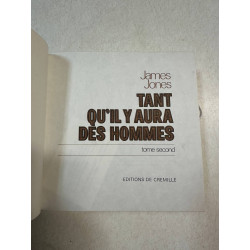 James
Jones
TANT
QU'IL Y AURA
DES HOMMES
tome second
EDITIONS DE CREMILLE